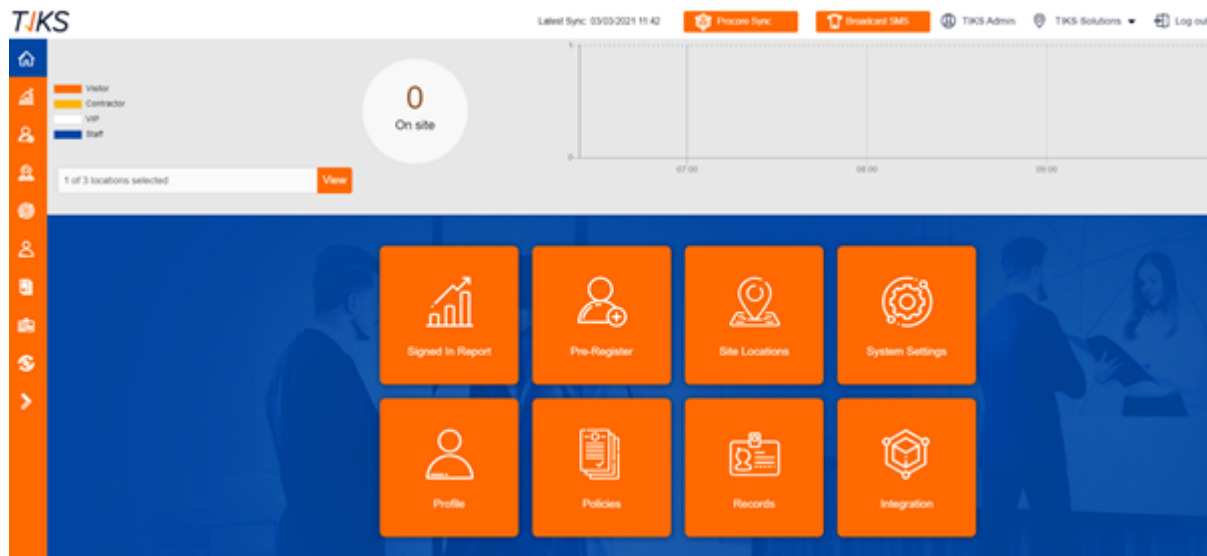 TIKS
Latest Sync: 03/03/2021 11:42
Procore Sync
Broadcast SMS
TIKS Admin
TIKS Solutions
Log out
Visitor
Contractor
VIP
Staff
0
On site
1 of 3 locations selected
View
1
0
07:00
08:00
09:00
Signed In Report
Pre-Register
Site Locations
System Settings
Profile
Policies
Records
Integration